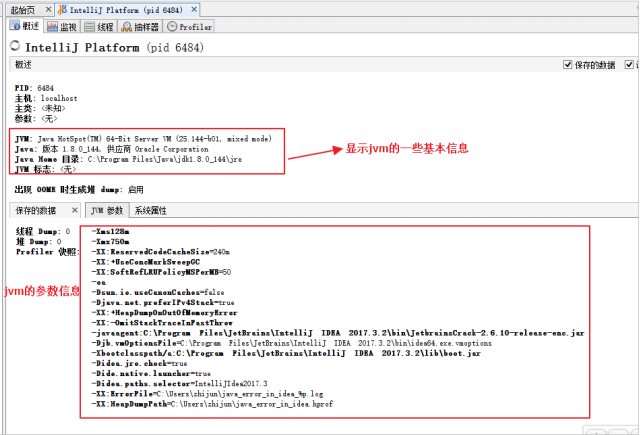 起始页
IntelliJ Platform (pid 6484)
概述 监视 线程 抽样器 Profiler
IntelliJ Platform (pid 6484)
概述
保存的数据
PID: 6484
主机: localhost
主类: <未知>
参数: <无>
JVM: Java HotSpot(TM) 64-Bit Server VM (25.144-b01, mixed mode)
Java: 版本 1.8.0_144, 供应商 Oracle Corporation
Java Home 目录: C:\Program Files\Java\jdk1.8.0_144\jre
JVM 标志: <无>
显示jvm的一些基本信息
出现 OOME 时生成堆 dump: 启用
保存的数据
JVM 参数 系统属性
线程 Dump: 0
堆 Dump: 0
Profiler 快照:
jvm的参数信息
-Xms128m
-Xmx750m
-XX:ReservedCodeCacheSize=240m
-XX:+UseConcMarkSweepGC
-XX:SoftRefLRUPolicyMSPerMB=50
-ea
-Dsun.io.useCanonCaches=false
-Djava.net.preferIPv4Stack=true
-XX:+HeapDumpOnOutOfMemoryError
-XX:-OmitStackTraceInFastThrow
-javaagent:C:\Program Files\JetBrains\IntelliJ IDEA 2017.3.2\bin\JetbrainsCrack-2.6.10-release-enc.jar
-Djb.vmOptionsFile=C:\Program Files\JetBrains\IntelliJ IDEA 2017.3.2\bin\idea64.exe.vmoptions
-Xbootclasspath/a:C:\Program Files\JetBrains\IntelliJ IDEA 2017.3.2\lib\boot.jar
-Didea.jre.check=true
-Dide.native.launcher=true
-Didea.paths.selector=IntelliJIdea2017.3
-XX:ErrorFile=C:\Users\zhijun\java_error_in_idea_%p.log
-XX:HeapDumpPath=C:\Users\zhijun\java_error_in_idea.hprof